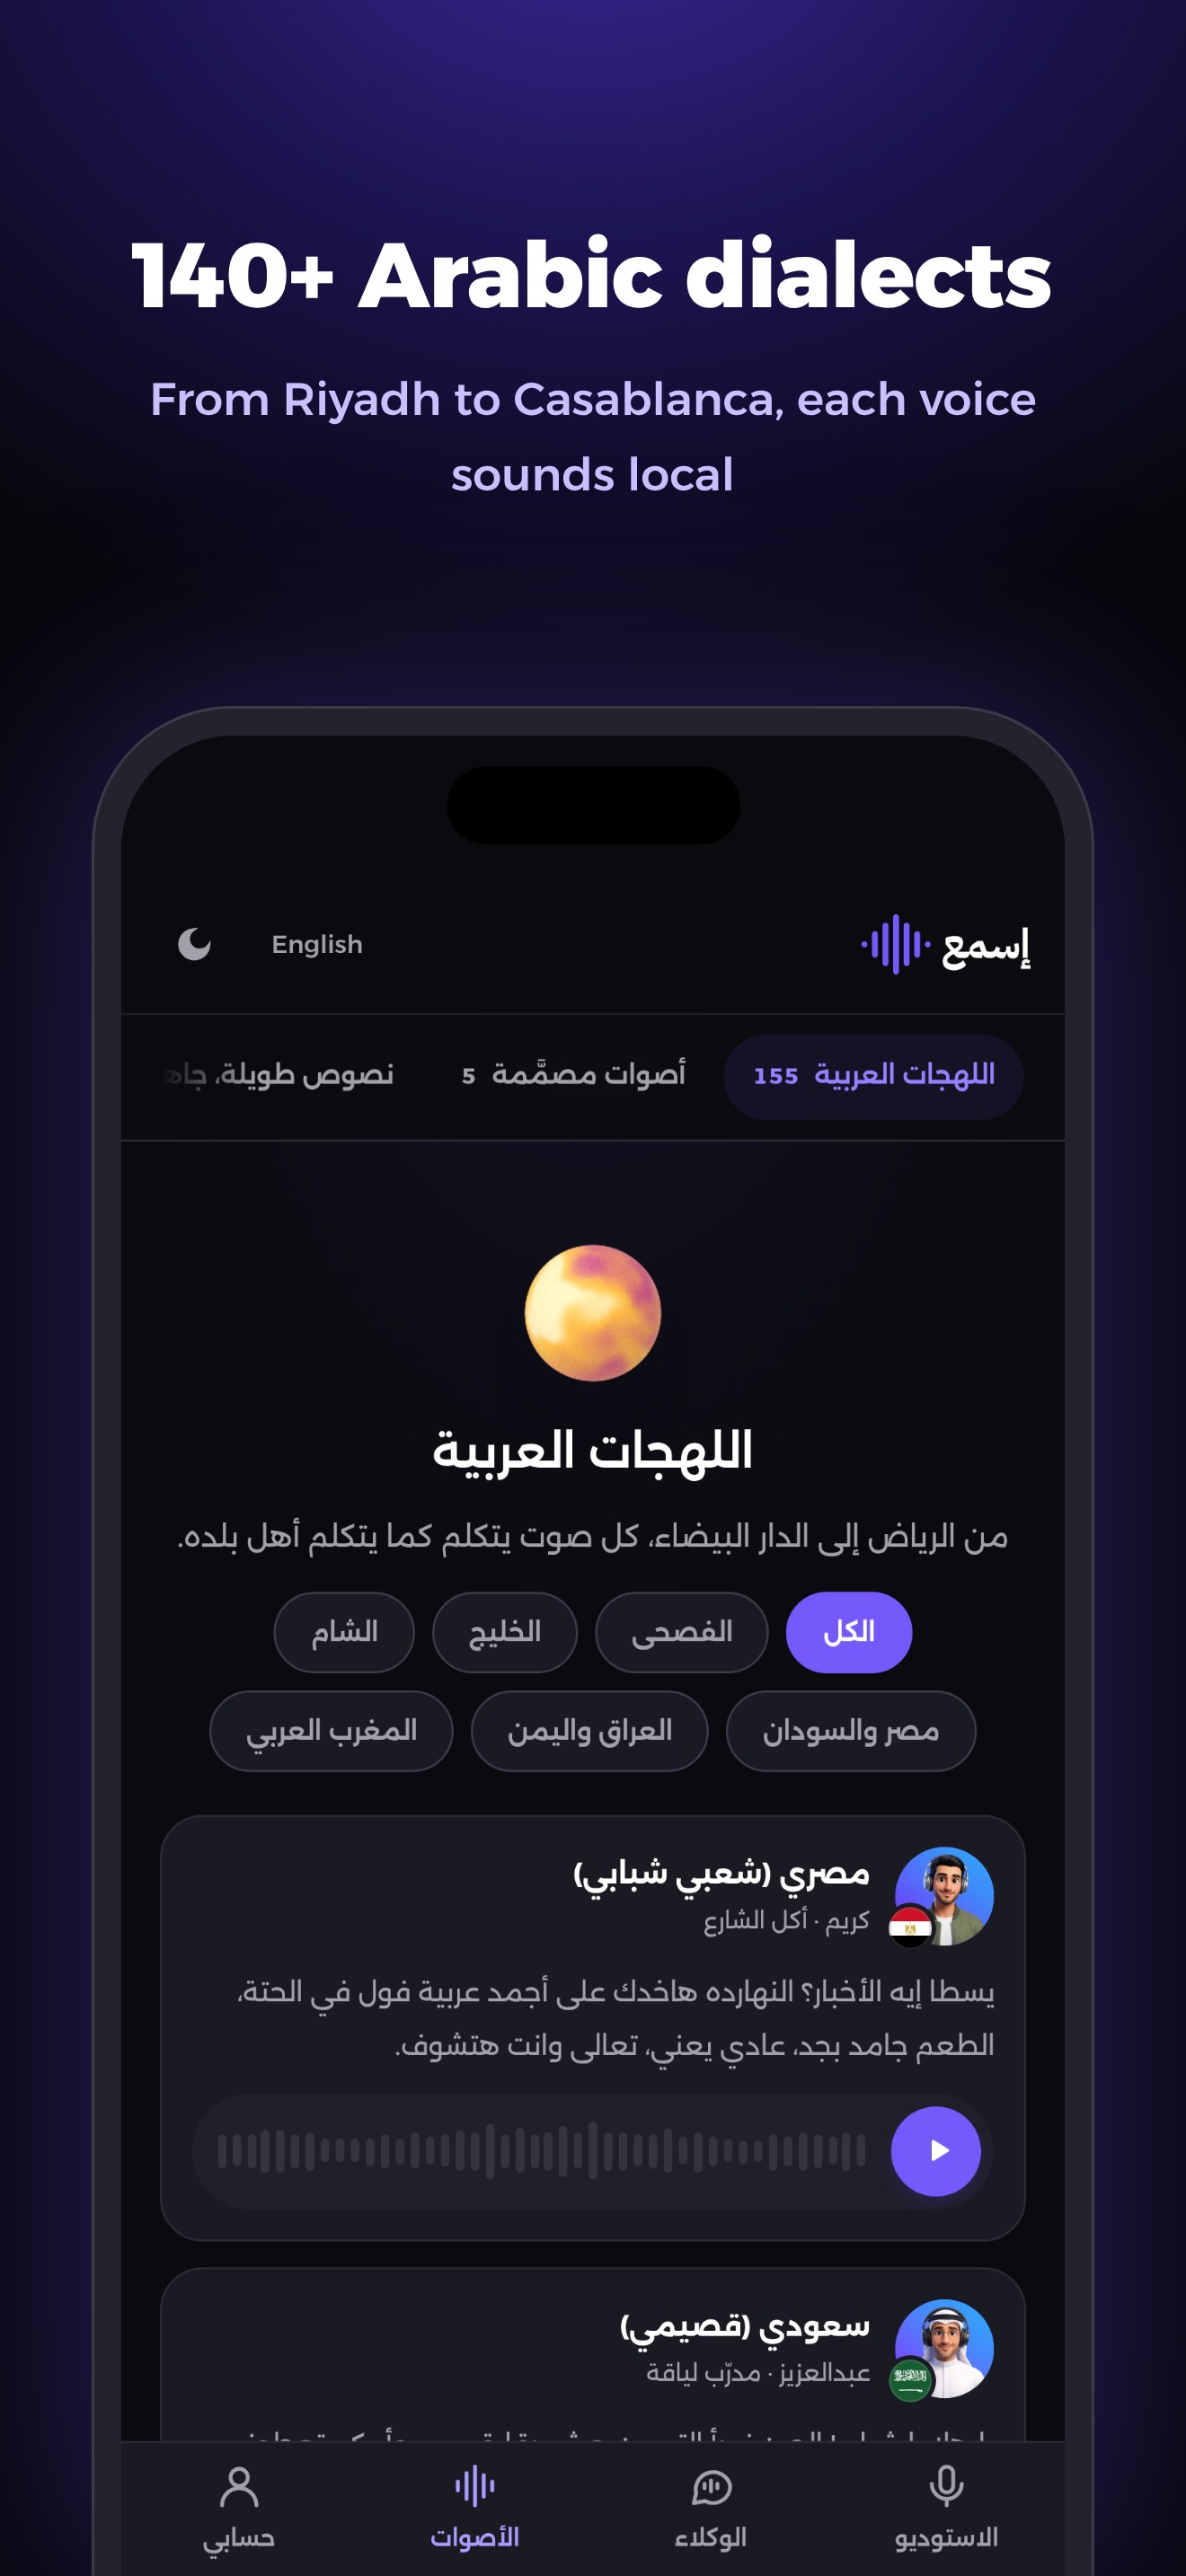 140+ Arabic dialects
From Riyadh to Casablanca, each voice
sounds local
إسمع
English
اللهجات العربية 155
أصوات مصمَّمة 5
نصوص طويلة،
اللهجات العربية
من الرياض إلى الدار البيضاء، كل صوت يتكلم كما يتكلم أهل بلده.
الكل
الفصحى
الخليج
الشام
مصر والسودان
العراق واليمن
المغرب العربي
مصري (شعبي شبابي)
كريم · أكل الشارع
يسطا إيه الأخبار؟ النهارده هاخدك على أجمد عربية فول في الحتة،
الطعم جامد بجد، عادي يعني، تعالى وانت هتشوف.
سعودي (قصيمي)
عبدالعزيز · مدرّب لياقة
الاستوديو
الوكلاء
الأصوات
حسابي